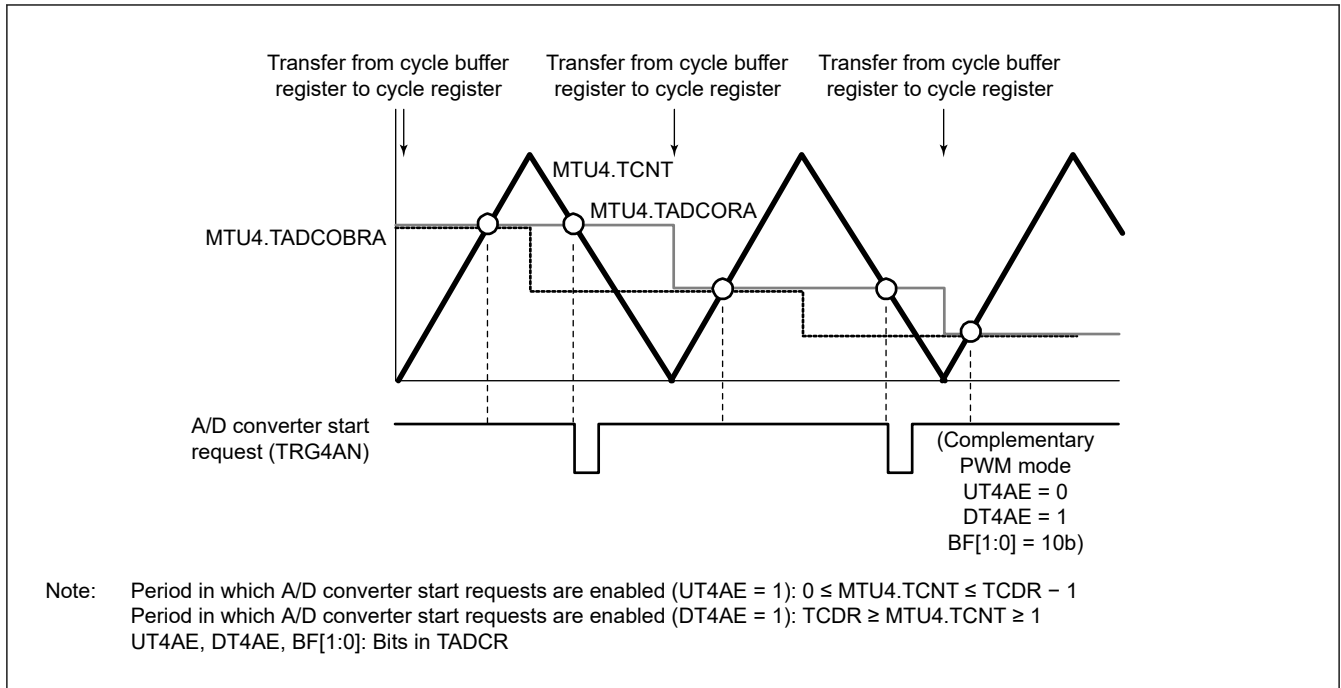 Transfer from cycle buffer
register to cycle register
Transfer from cycle buffer
register to cycle register
Transfer from cycle buffer
register to cycle register
MTU4.TCNT
MTU4.TADCORA
MTU4.TADCOBRA
A/D converter start
request (TRG4AN)
(Complementary
PWM mode
UT4AE = 0
DT4AE = 1
BF[1:0] = 10b)
Note: Period in which A/D converter start requests are enabled (UT4AE = 1): 0 ≤ MTU4.TCNT ≤ TCDR − 1
Period in which A/D converter start requests are enabled (DT4AE = 1): TCDR ≥ MTU4.TCNT ≥ 1
UT4AE, DT4AE, BF[1:0]: Bits in TADCR